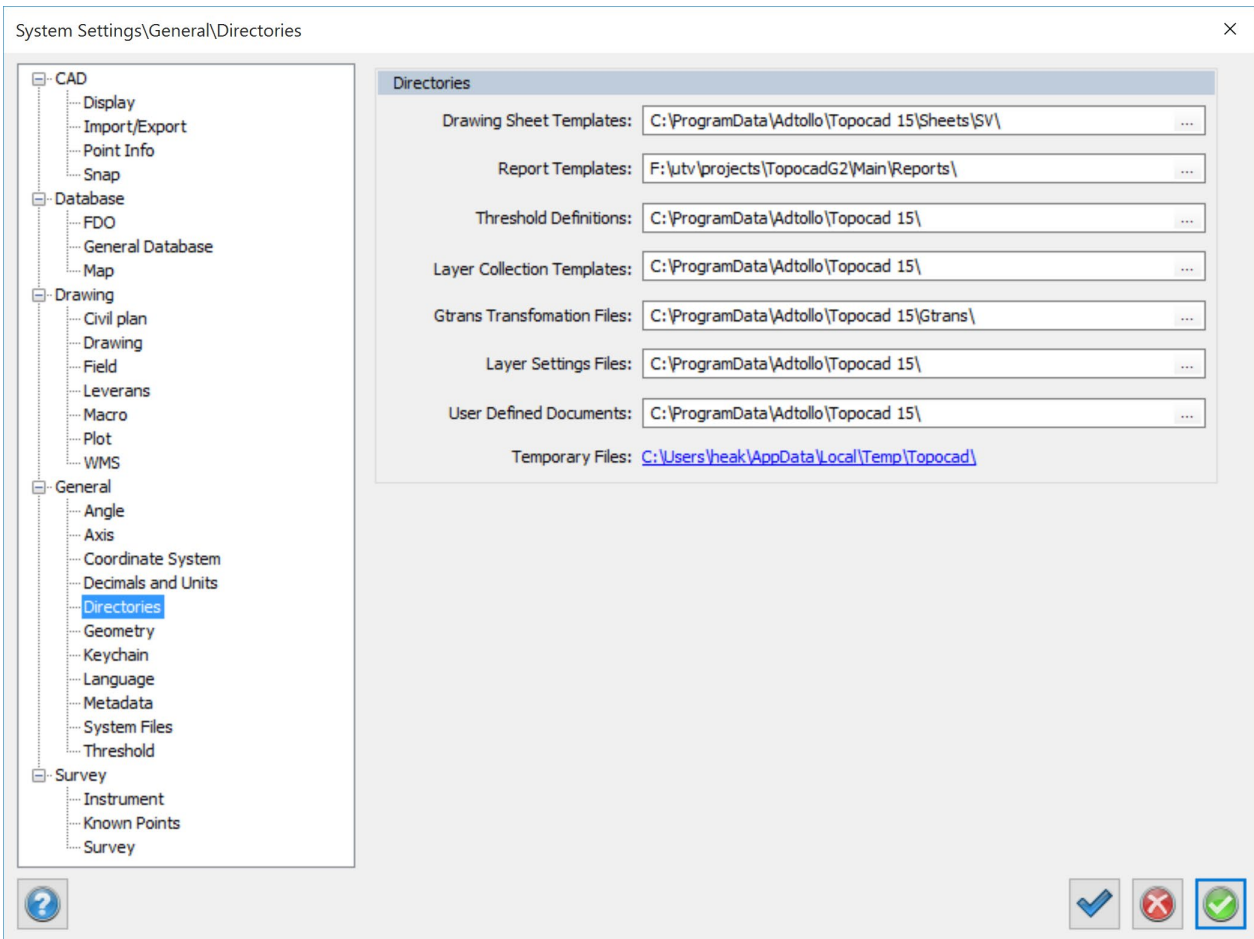 System Settings\General\Directories
CAD
Display
Import/Export
Point Info
Snap
Database
FDO
General Database
Map
Drawing
Civil plan
Drawing
Field
Leverans
Macro
Plot
WMS
General
Angle
Axis
Coordinate System
Decimals and Units
Directories
Geometry
Keychain
Language
Metadata
System Files
Threshold
Survey
Instrument
Known Points
Survey
Directories
Drawing Sheet Templates: C:\ProgramData\Adtollo\Topocad 15\Sheets\SV\ ...
Report Templates: F:\utv\projects\TopocadG2\Main\Reports\ ...
Threshold Definitions: C:\ProgramData\Adtollo\Topocad 15\ ...
Layer Collection Templates: C:\ProgramData\Adtollo\Topocad 15\ ...
Gtrans Transfomation Files: C:\ProgramData\Adtollo\Topocad 15\Gtrans\ ...
Layer Settings Files: C:\ProgramData\Adtollo\Topocad 15\ ...
User Defined Documents: C:\ProgramData\Adtollo\Topocad 15\ ...
Temporary Files: C:\Users\heak\AppData\Local\Temp\Topocad\